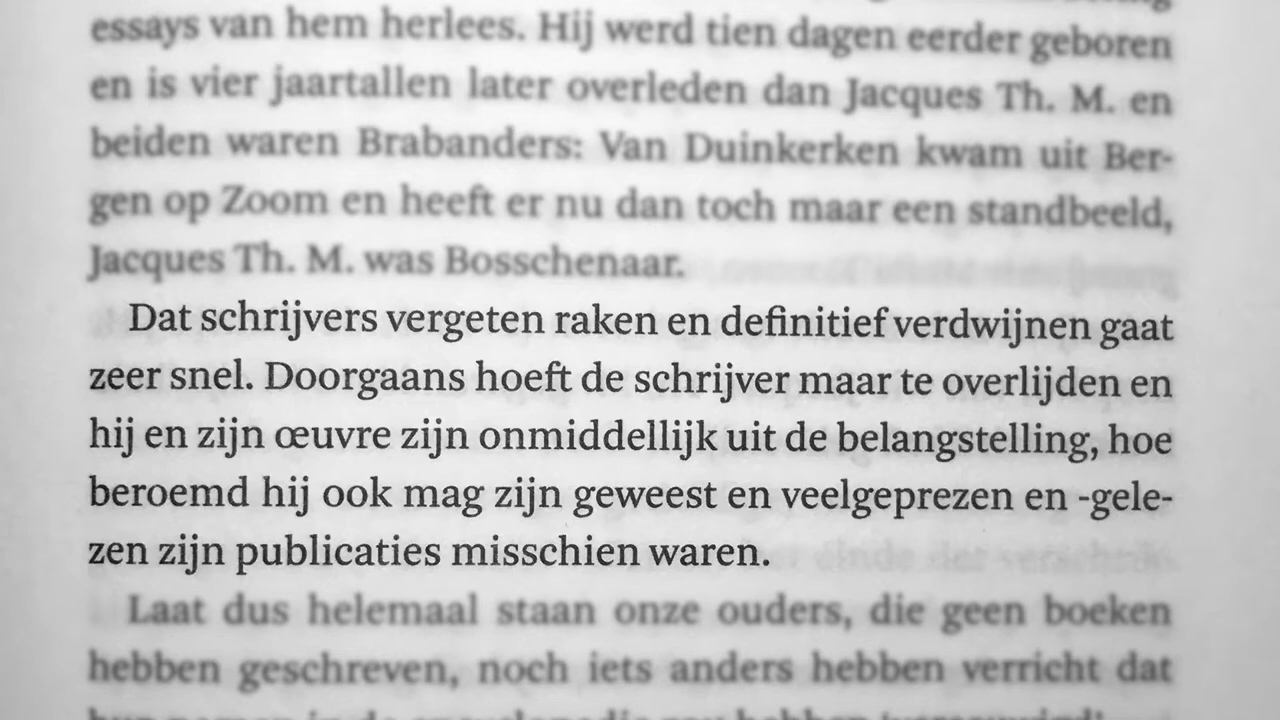 essays van hem herlees. Hij werd tien dagen eerder geboren
en is vier jaartallen later overleden dan Jacques Th. M. en
beiden waren Brabanders: Van Duinkerken kwam uit Ber-
gen op Zoom en heeft er nu dan toch maar een standbeeld,
Jacques Th. M. was Bosschenaar.
Dat schrijvers vergeten raken en definitief verdwijnen gaat
zeer snel. Doorgaans hoeft de schrijver maar te overlijden en
hij en zijn œuvre zijn onmiddellijk uit de belangstelling, hoe
beroemd hij ook mag zijn geweest en veelgeprezen en -gele-
zen zijn publicaties misschien waren.
Laat dus helemaal staan onze ouders, die geen boeken
hebben geschreven, noch iets anders hebben verricht dat